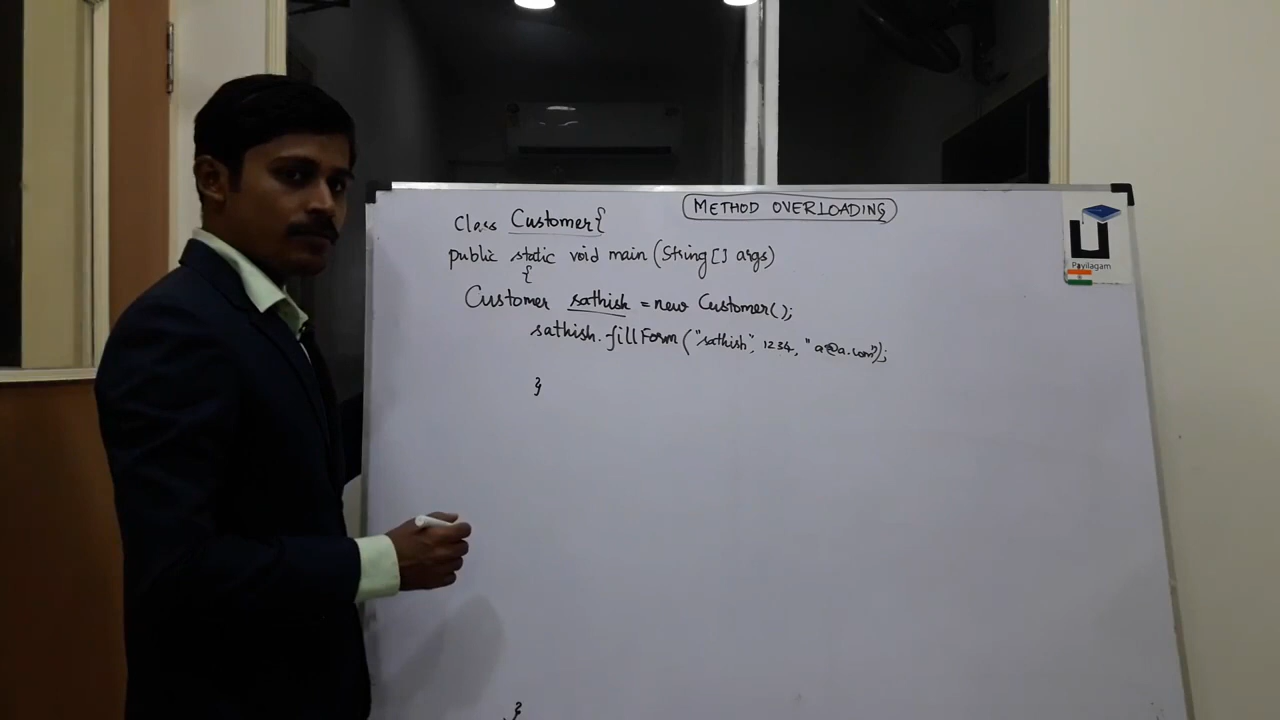 METHOD OVERLOADING
Class Customer{
public static void main (String[] args)
{
Customer sathish = new Customer();
sathish.fillForm ("sathish", 1234, "a@a.com");
}
}
Payilagam